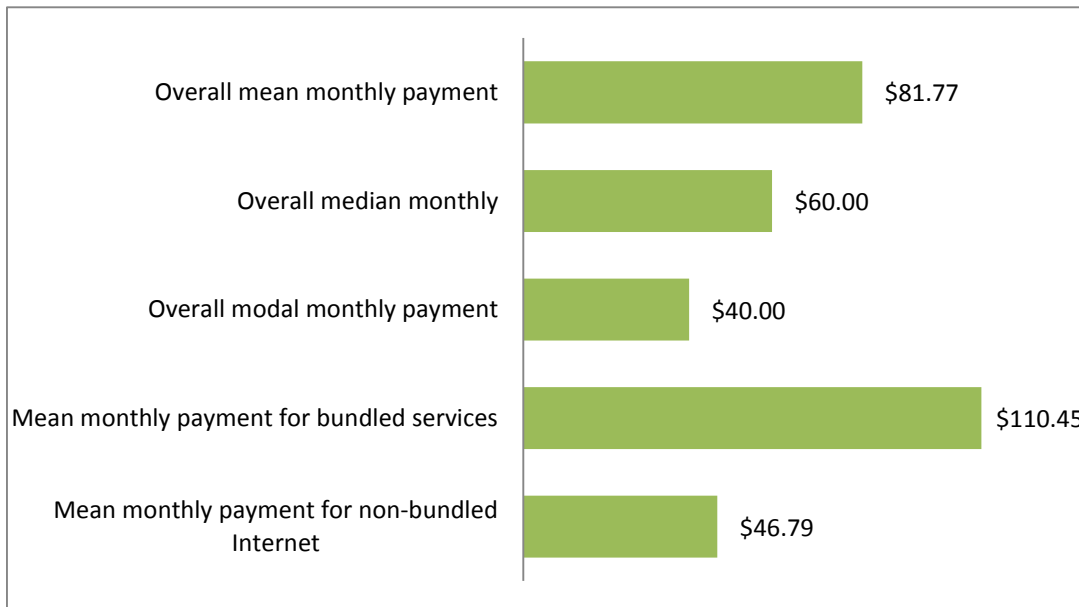 Overall mean monthly payment
$81.77
Overall median monthly
$60.00
Overall modal monthly payment
$40.00
Mean monthly payment for bundled services
$110.45
Mean monthly payment for non-bundled
Internet
$46.79